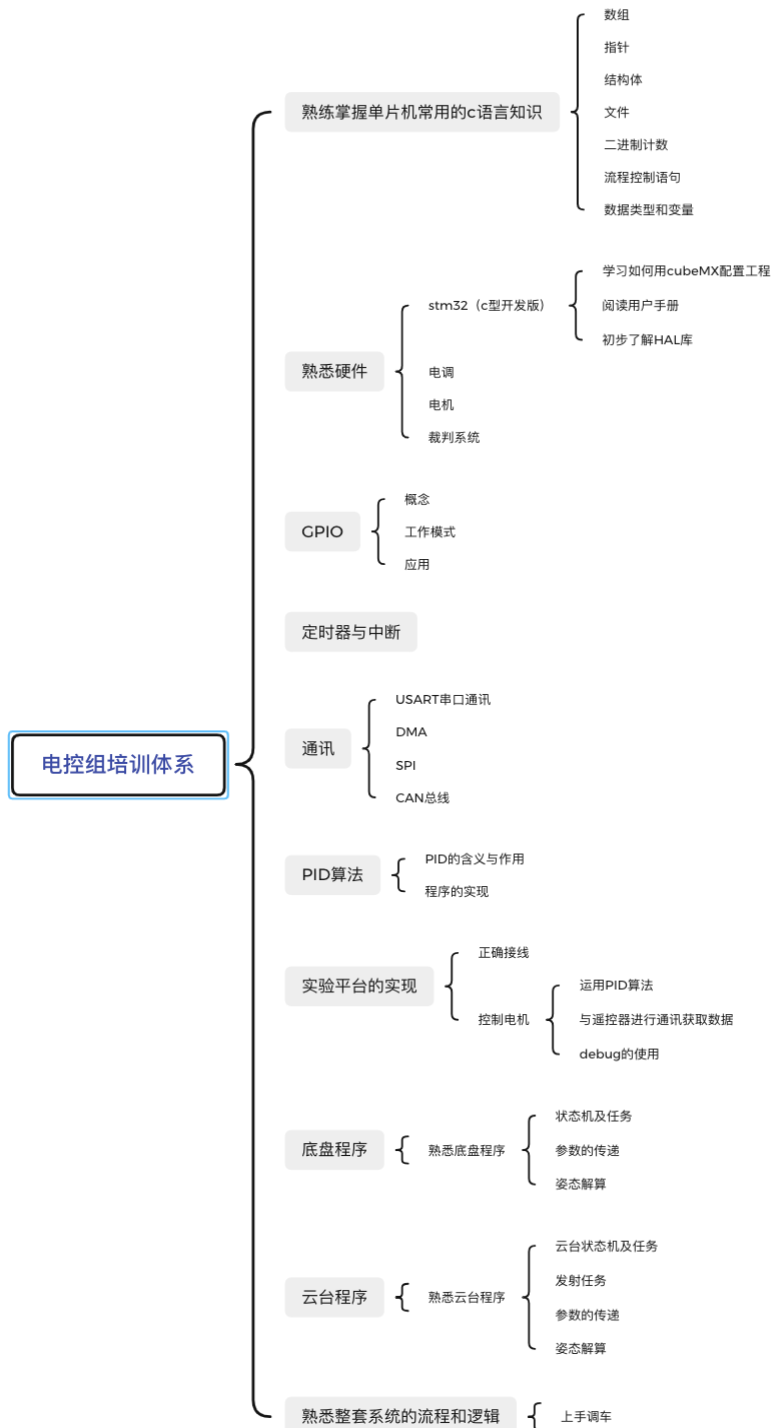 电控组培训体系
熟练掌握单片机常用的c语言知识
数组
指针
结构体
文件
二进制计数
流程控制语句
数据类型和变量
熟悉硬件
stm32（c型开发版）
学习如何用cubeMX配置工程
阅读用户手册
初步了解HAL库
电调
电机
裁判系统
GPIO
概念
工作模式
应用
定时器与中断
通讯
USART串口通讯
DMA
SPI
CAN总线
PID算法
PID的含义与作用
程序的实现
实验平台的实现
正确接线
控制电机
运用PID算法
与遥控器进行通讯获取数据
debug的使用
底盘程序
熟悉底盘程序
状态机及任务
参数的传递
姿态解算
云台程序
熟悉云台程序
云台状态机及任务
发射任务
参数的传递
姿态解算
熟悉整套系统的流程和逻辑
上手调车